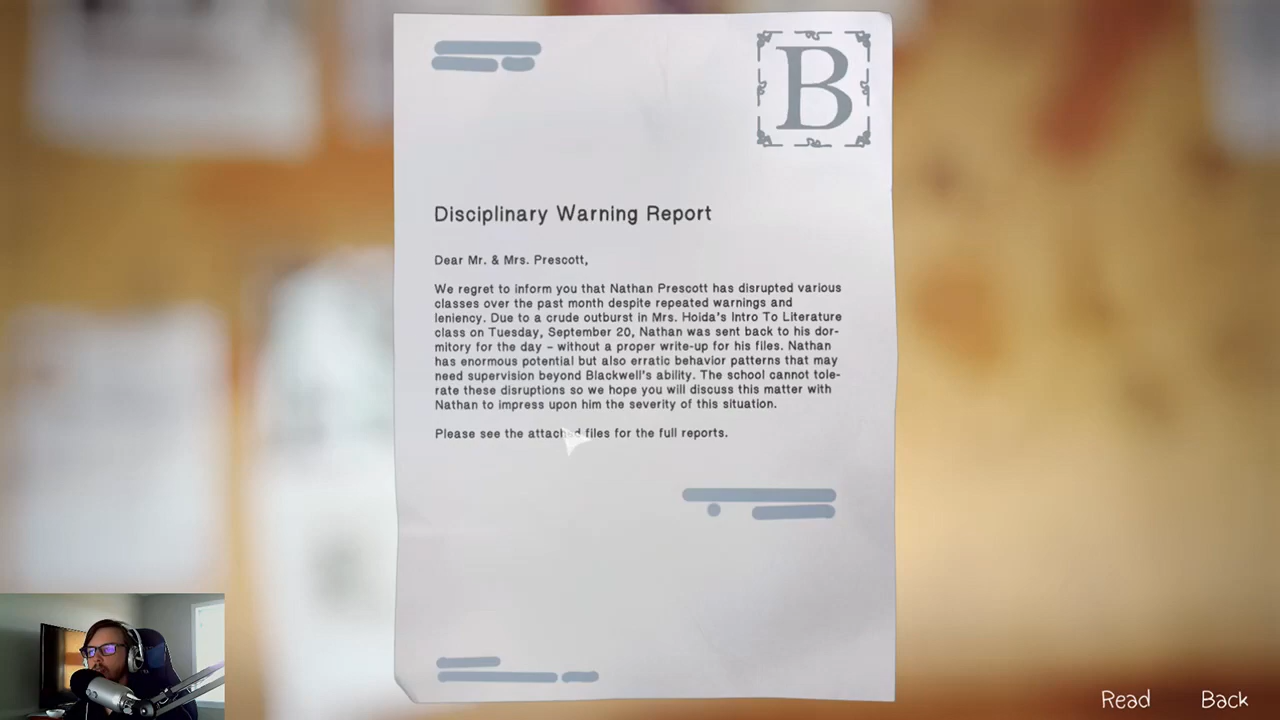 B
Disciplinary Warning Report
Dear Mr. & Mrs. Prescott,
We regret to inform you that Nathan Prescott has disrupted various
classes over the past month despite repeated warnings and
leniency. Due to a crude outburst in Mrs. Hoida's Intro To Literature
class on Tuesday, September 20, Nathan was sent back to his dor-
mitory for the day – without a proper write-up for his files. Nathan
has enormous potential but also erratic behavior patterns that may
need supervision beyond Blackwell's ability. The school cannot tole-
rate these disruptions so we hope you will discuss this matter with
Nathan to impress upon him the severity of this situation.
Please see the attached files for the full reports.
Read Back